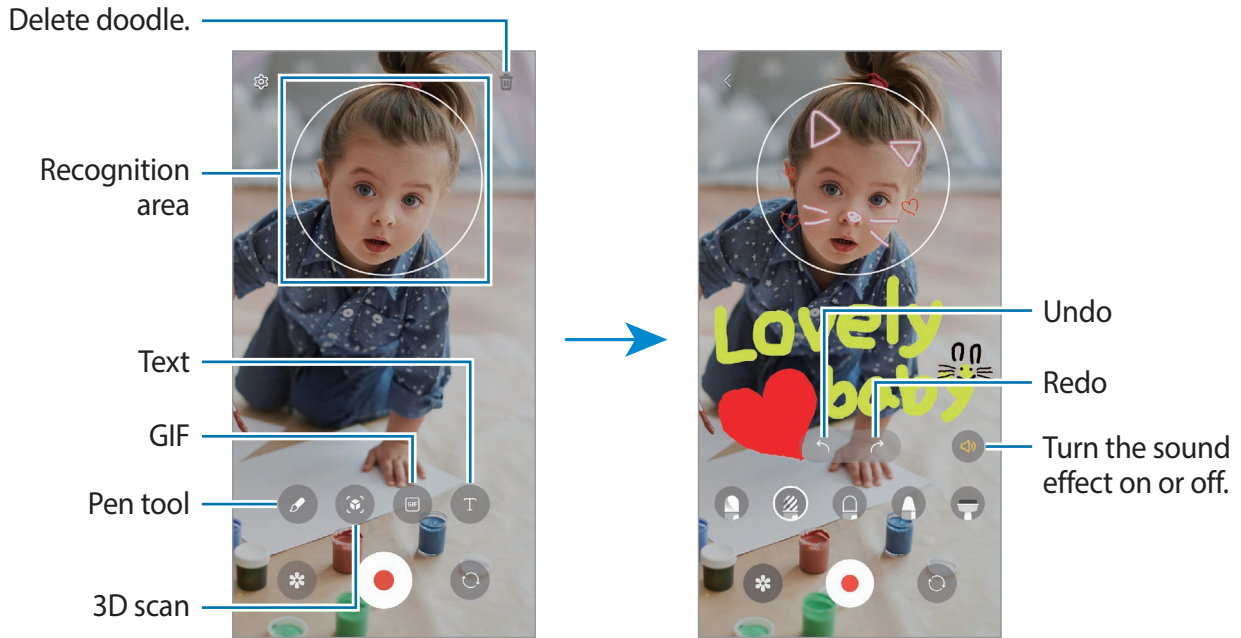 Delete doodle.
Recognition
area
Text
GIF
Pen tool
3D scan
GIF
T
Lovely
baby
Undo
Redo
Turn the sound
effect on or off.